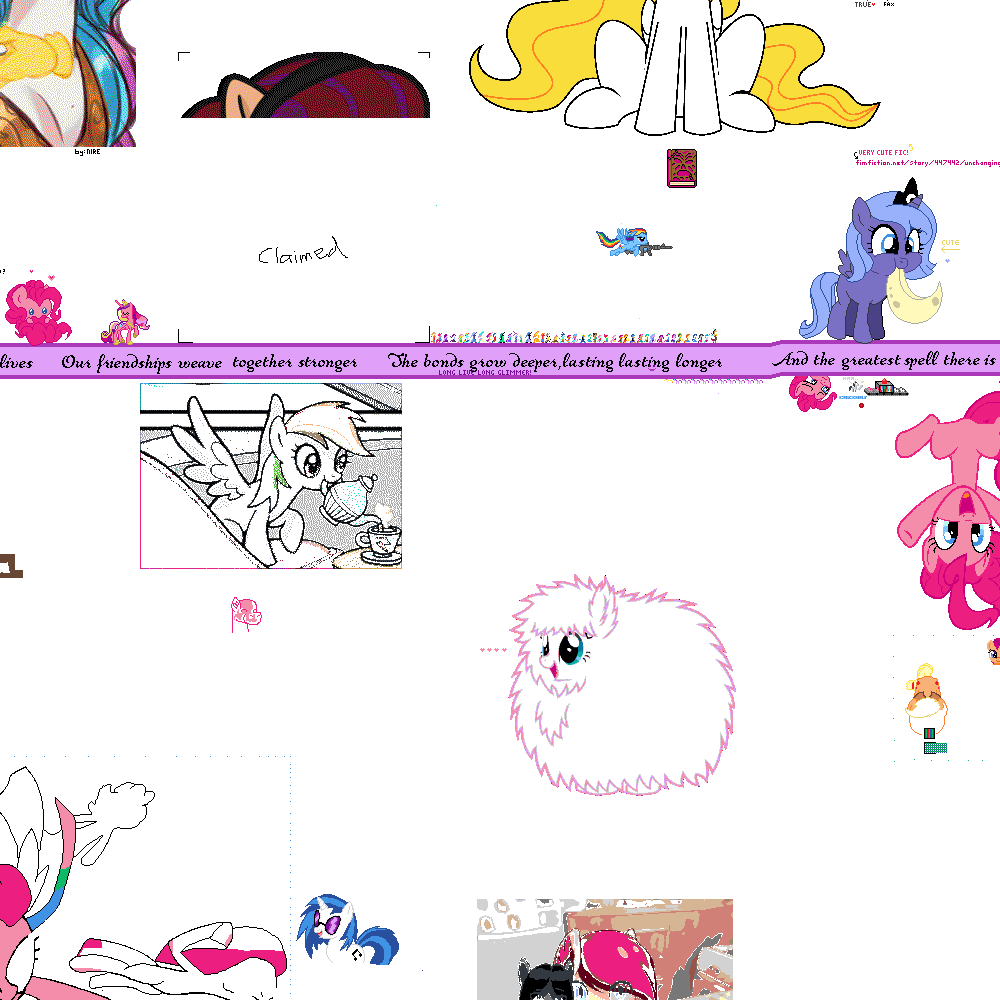 TRUE♥ FAX
by:NIRE
VERY CUTE FIC!
fimfiction.net/story/447442/unchanging
Claimed
CUTE
lives Our friendships weave together stronger The bonds grow deeper,lasting lasting longer And the greatest spell there is
LONG LIVE LONG GLIMMER!